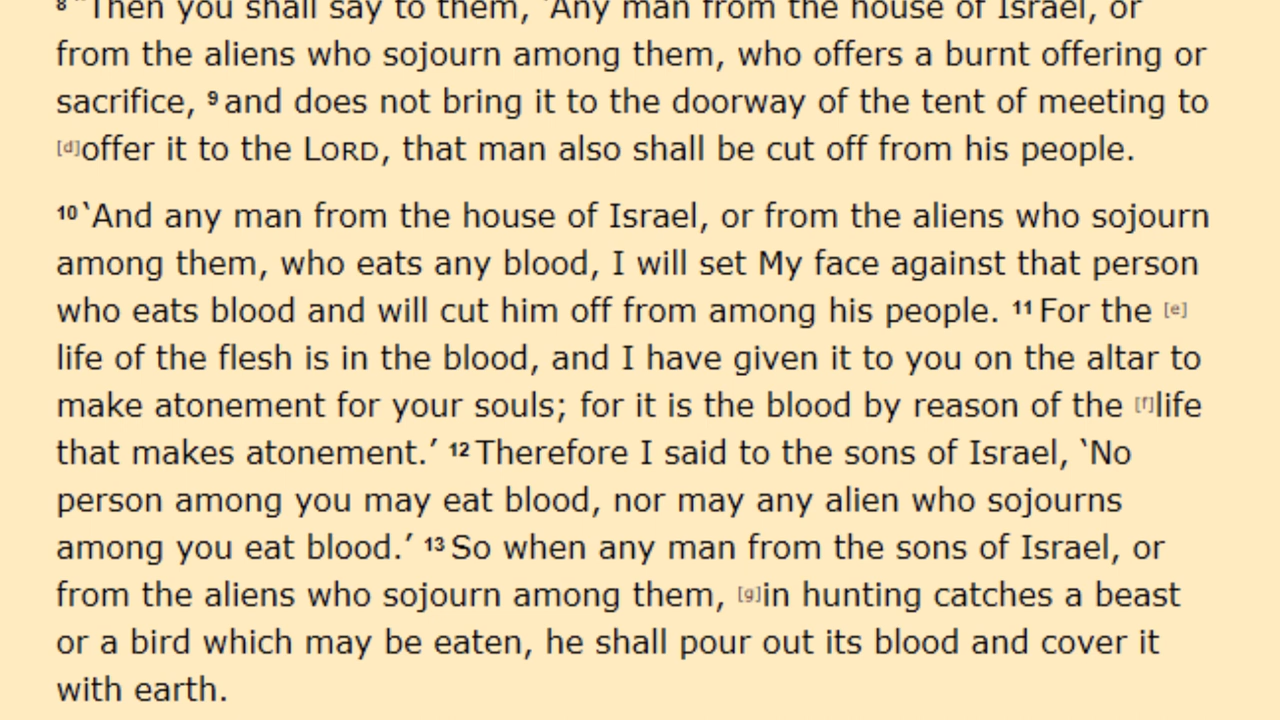 8 "Then you shall say to them, 'Any man from the house of Israel, or
from the aliens who sojourn among them, who offers a burnt offering or
sacrifice, 9 and does not bring it to the doorway of the tent of meeting to
[d]offer it to the LORD, that man also shall be cut off from his people.
10 ‵And any man from the house of Israel, or from the aliens who sojourn
among them, who eats any blood, I will set My face against that person
who eats blood and will cut him off from among his people. 11 For the [e]
life of the flesh is in the blood, and I have given it to you on the altar to
make atonement for your souls; for it is the blood by reason of the [f]life
that makes atonement.’ 12 Therefore I said to the sons of Israel, ‵No
person among you may eat blood, nor may any alien who sojourns
among you eat blood.’ 13 So when any man from the sons of Israel, or
from the aliens who sojourn among them, [g]in hunting catches a beast
or a bird which may be eaten, he shall pour out its blood and cover it
with earth.